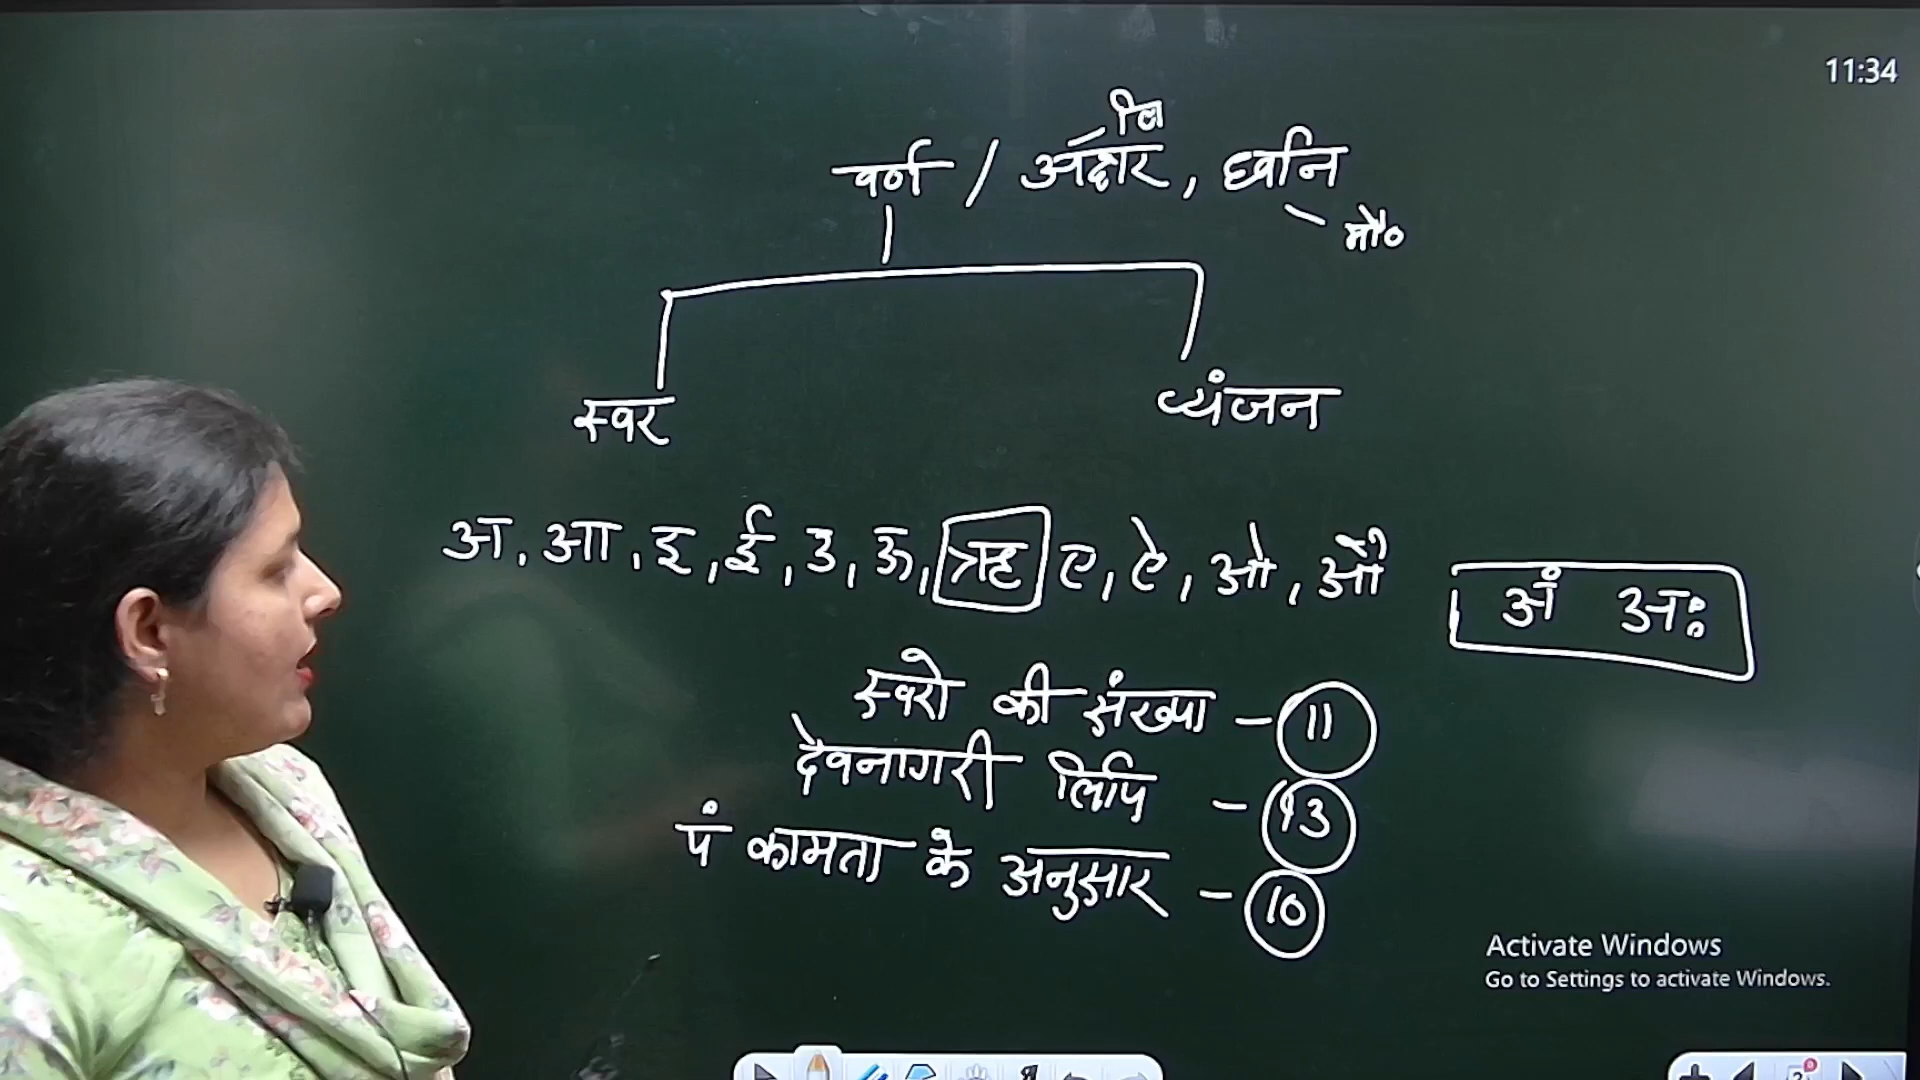 11:34
लि
वर्ण / अक्षर, ध्वनि
मौ०
स्वर व्यंजन
अ, आ, इ, ई, उ, ऊ, ऋ ए, ऐ, ओ, औ
अं अः
स्वरो की संख्या - 11
देवनागरी लिपि - 13
पं कामता के अनुसार - 10
Activate Windows
Go to Settings to activate Windows.